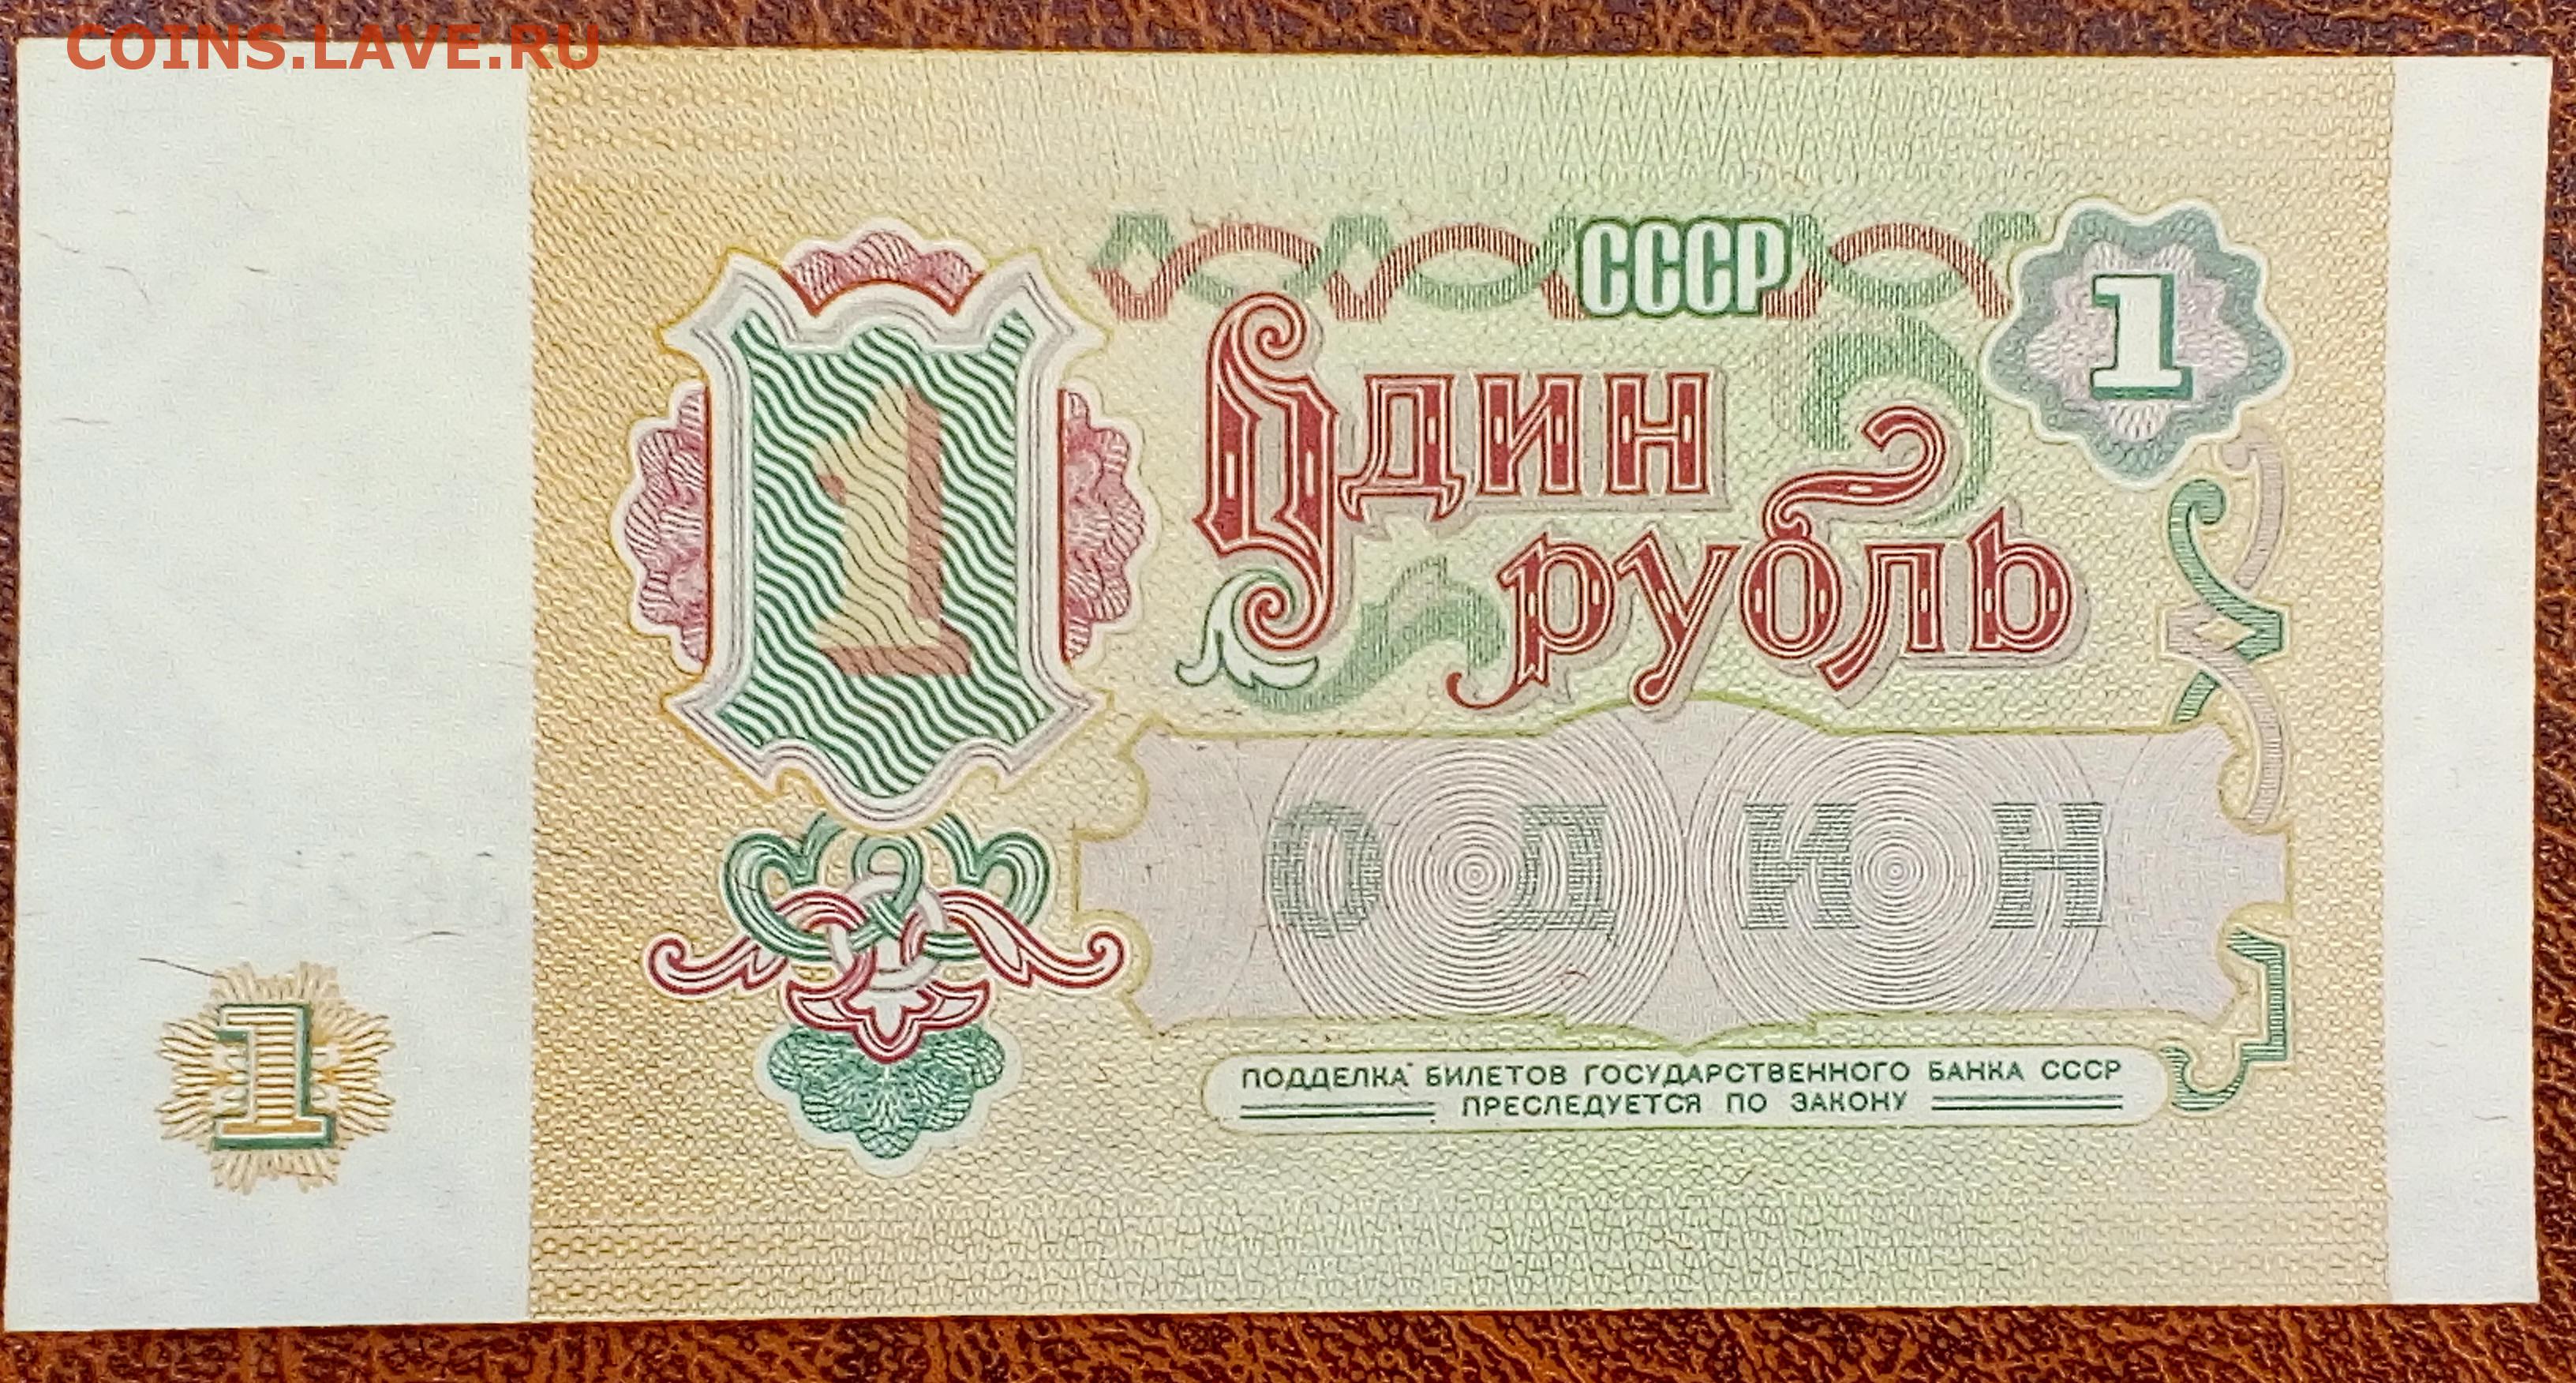 COINS.LAVE.RU
СССР
1
1
Один
рубль
ОДИН
1
ПОДДЕЛКА БИЛЕТОВ ГОСУДАРСТВЕННОГО БАНКА СССР
ПРЕСЛЕДУЕТСЯ ПО ЗАКОНУ